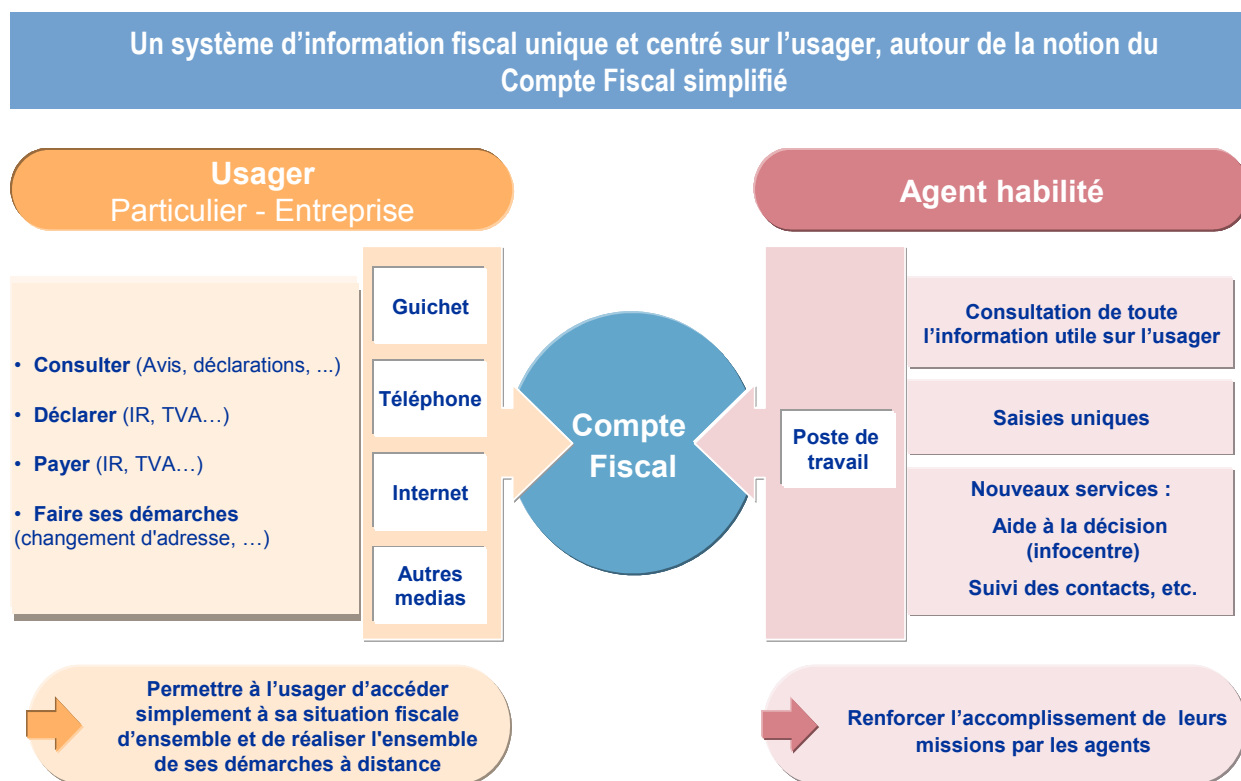 Un système d’information fiscal unique et centré sur l’usager, autour de la notion du
Compte Fiscal simplifié
Usager
Particulier - Entreprise
• Consulter (Avis, déclarations, ...)
• Déclarer (IR, TVA…)
• Payer (IR, TVA…)
• Faire ses démarches
(changement d'adresse, …)
Guichet
Téléphone
Internet
Autres
medias
Compte
Fiscal
Agent habilité
Poste de
travail
Consultation de toute
l’information utile sur l’usager
Saisies uniques
Nouveaux services :
Aide à la décision
(infocentre)
Suivi des contacts, etc.
Permettre à l’usager d’accéder
simplement à sa situation fiscale
d’ensemble et de réaliser l'ensemble
de ses démarches à distance
Renforcer l’accomplissement de leurs
missions par les agents